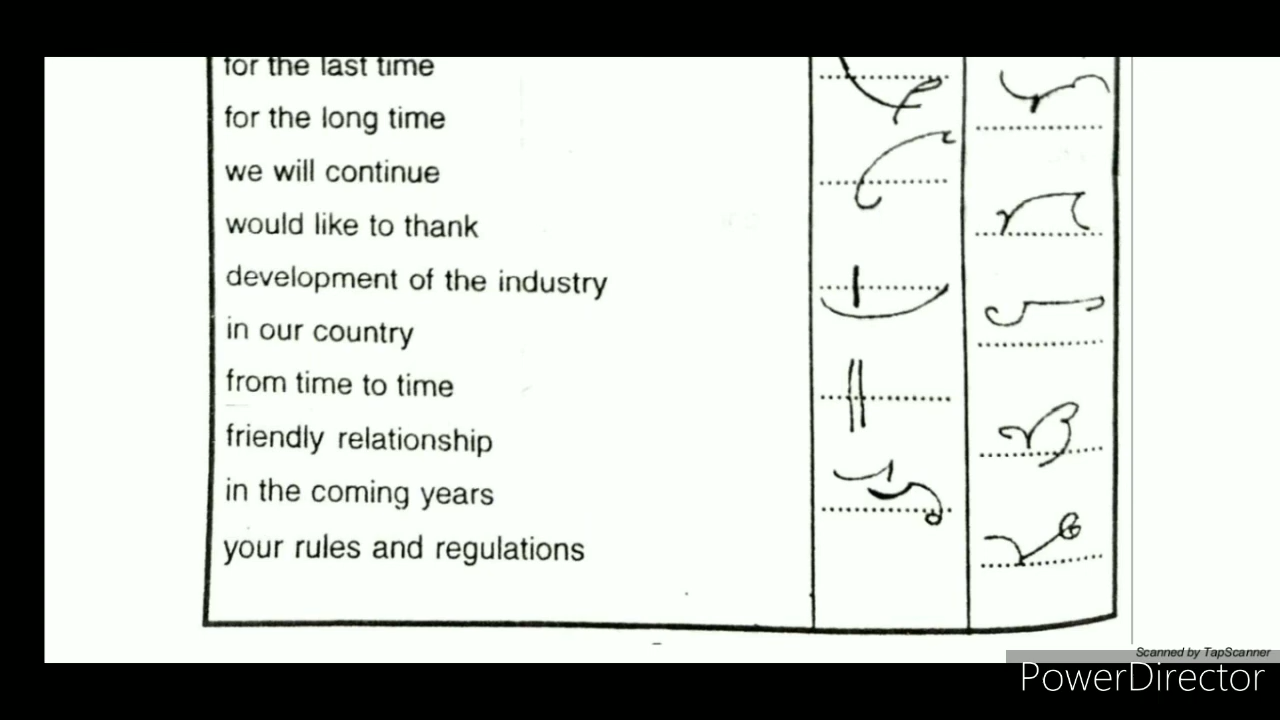 for the last time
for the long time
we will continue
would like to thank
development of the industry
in our country
from time to time
friendly relationship
in the coming years
your rules and regulations
Scanned by TapScanner
PowerDirector